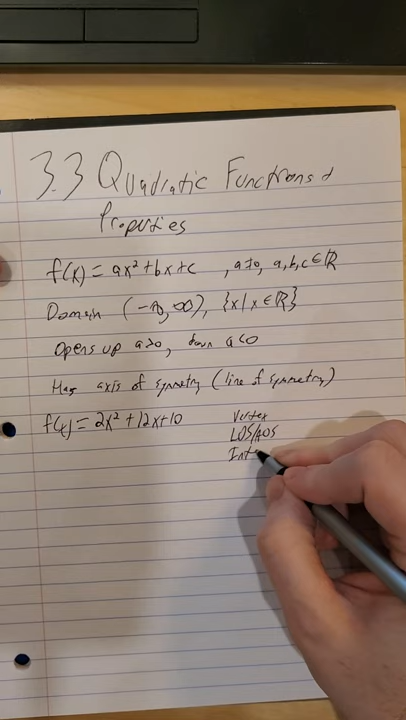 3.3 Quadratic Functions +
Properties
f(x) = ax² + bx + c , a≠0, a,b,c ∈ ℝ
Domain (-∞, ∞), {x | x ∈ ℝ}
Opens up a>0, down a<0
Has axis of symmetry (line of symmetry)
f(x) = 2x² + 12x + 10
Vertex
LOS/AOS
Int